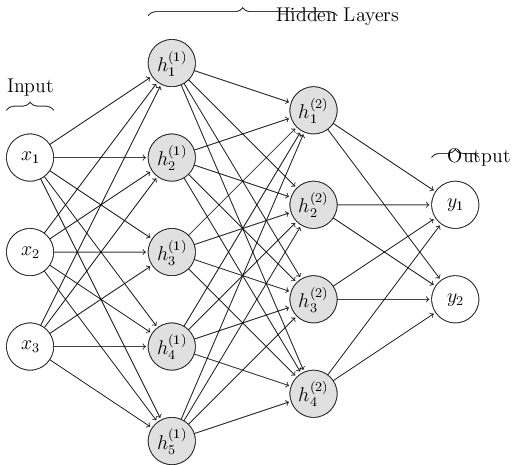 Hidden Layers
Input
Output
x_1
x_2
x_3
h_1^{(1)}
h_2^{(1)}
h_3^{(1)}
h_4^{(1)}
h_5^{(1)}
h_1^{(2)}
h_2^{(2)}
h_3^{(2)}
h_4^{(2)}
y_1
y_2